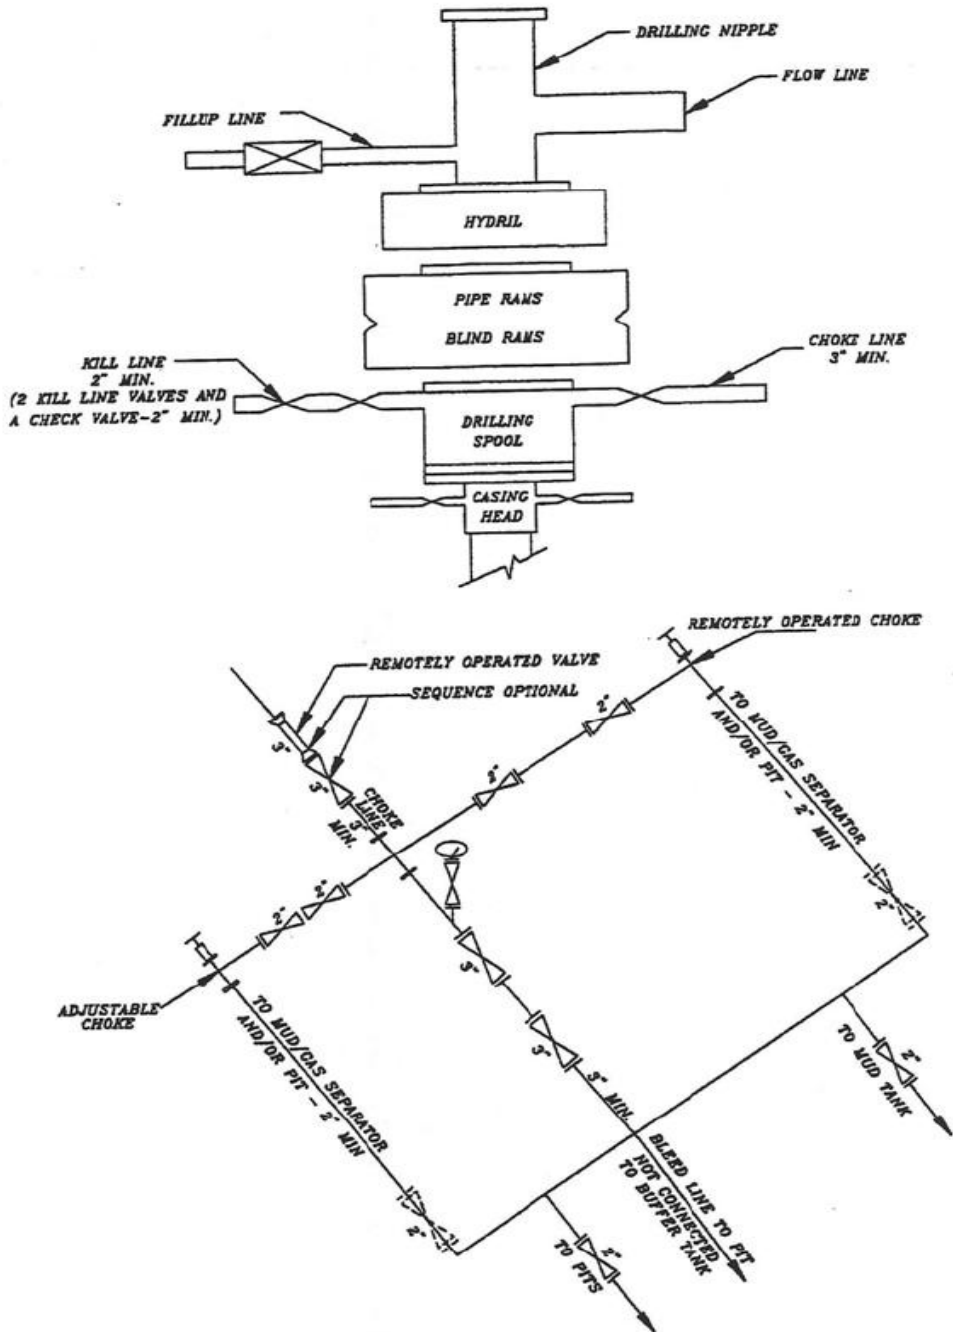 DRILLING NIPPLE
FLOW LINE
FILLUP LINE
HYDRIL
PIPE RAMS
BLIND RAMS
CHOKE LINE
3" MIN.
KILL LINE
2" MIN.
(2 KILL LINE VALVES AND
A CHECK VALVE-2" MIN.)
DRILLING
SPOOL
CASING
HEAD
REMOTELY OPERATED CHOKE
REMOTELY OPERATED VALVE
SEQUENCE OPTIONAL
3"
3"
CHOKE
LINE
3"
MIN.
2"
2"
TO MUD/GAS SEPARATOR
AND/OR PIT - 2" MIN
2"
2"
2"
ADJUSTABLE
CHOKE
TO MUD/GAS SEPARATOR
AND/OR PIT - 2" MIN
2"
3"
3"
3" MIN.
BLEED LINE TO PIT
NOT CONNECTED
TO BUFFER TANK
2"
TO MUD TANK
2"
TO PITS